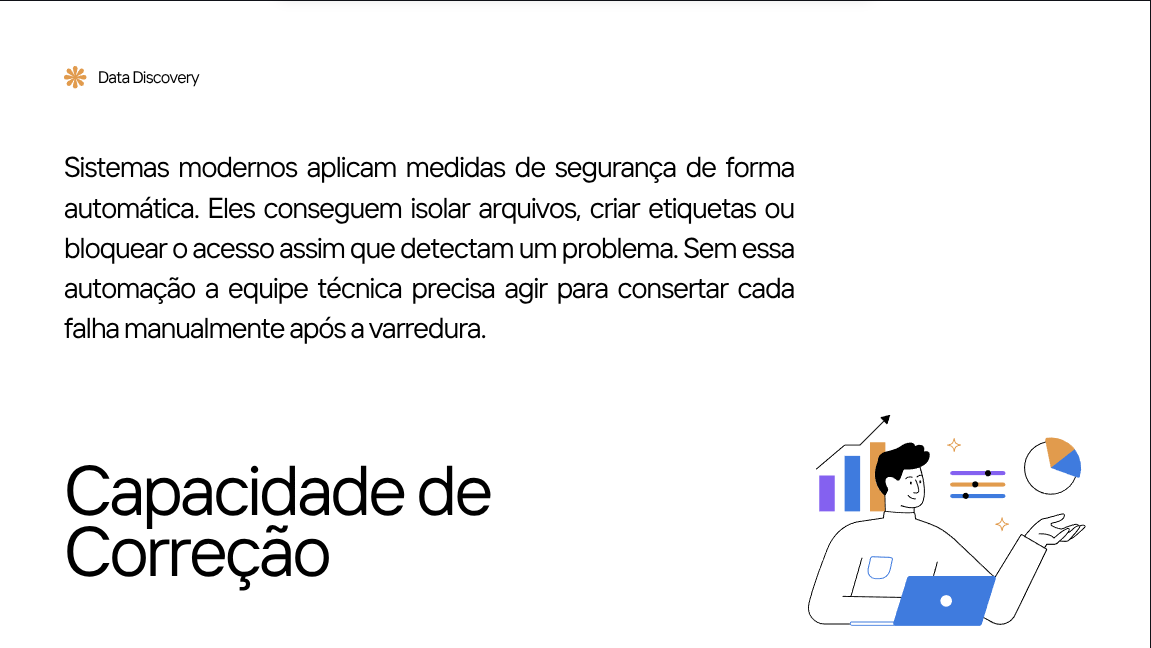 Data Discovery
Sistemas modernos aplicam medidas de segurança de forma
automática. Eles conseguem isolar arquivos, criar etiquetas ou
bloquear o acesso assim que detectam um problema. Sem essa
automação a equipe técnica precisa agir para consertar cada
falha manualmente após a varredura.
Capacidade de
Correção